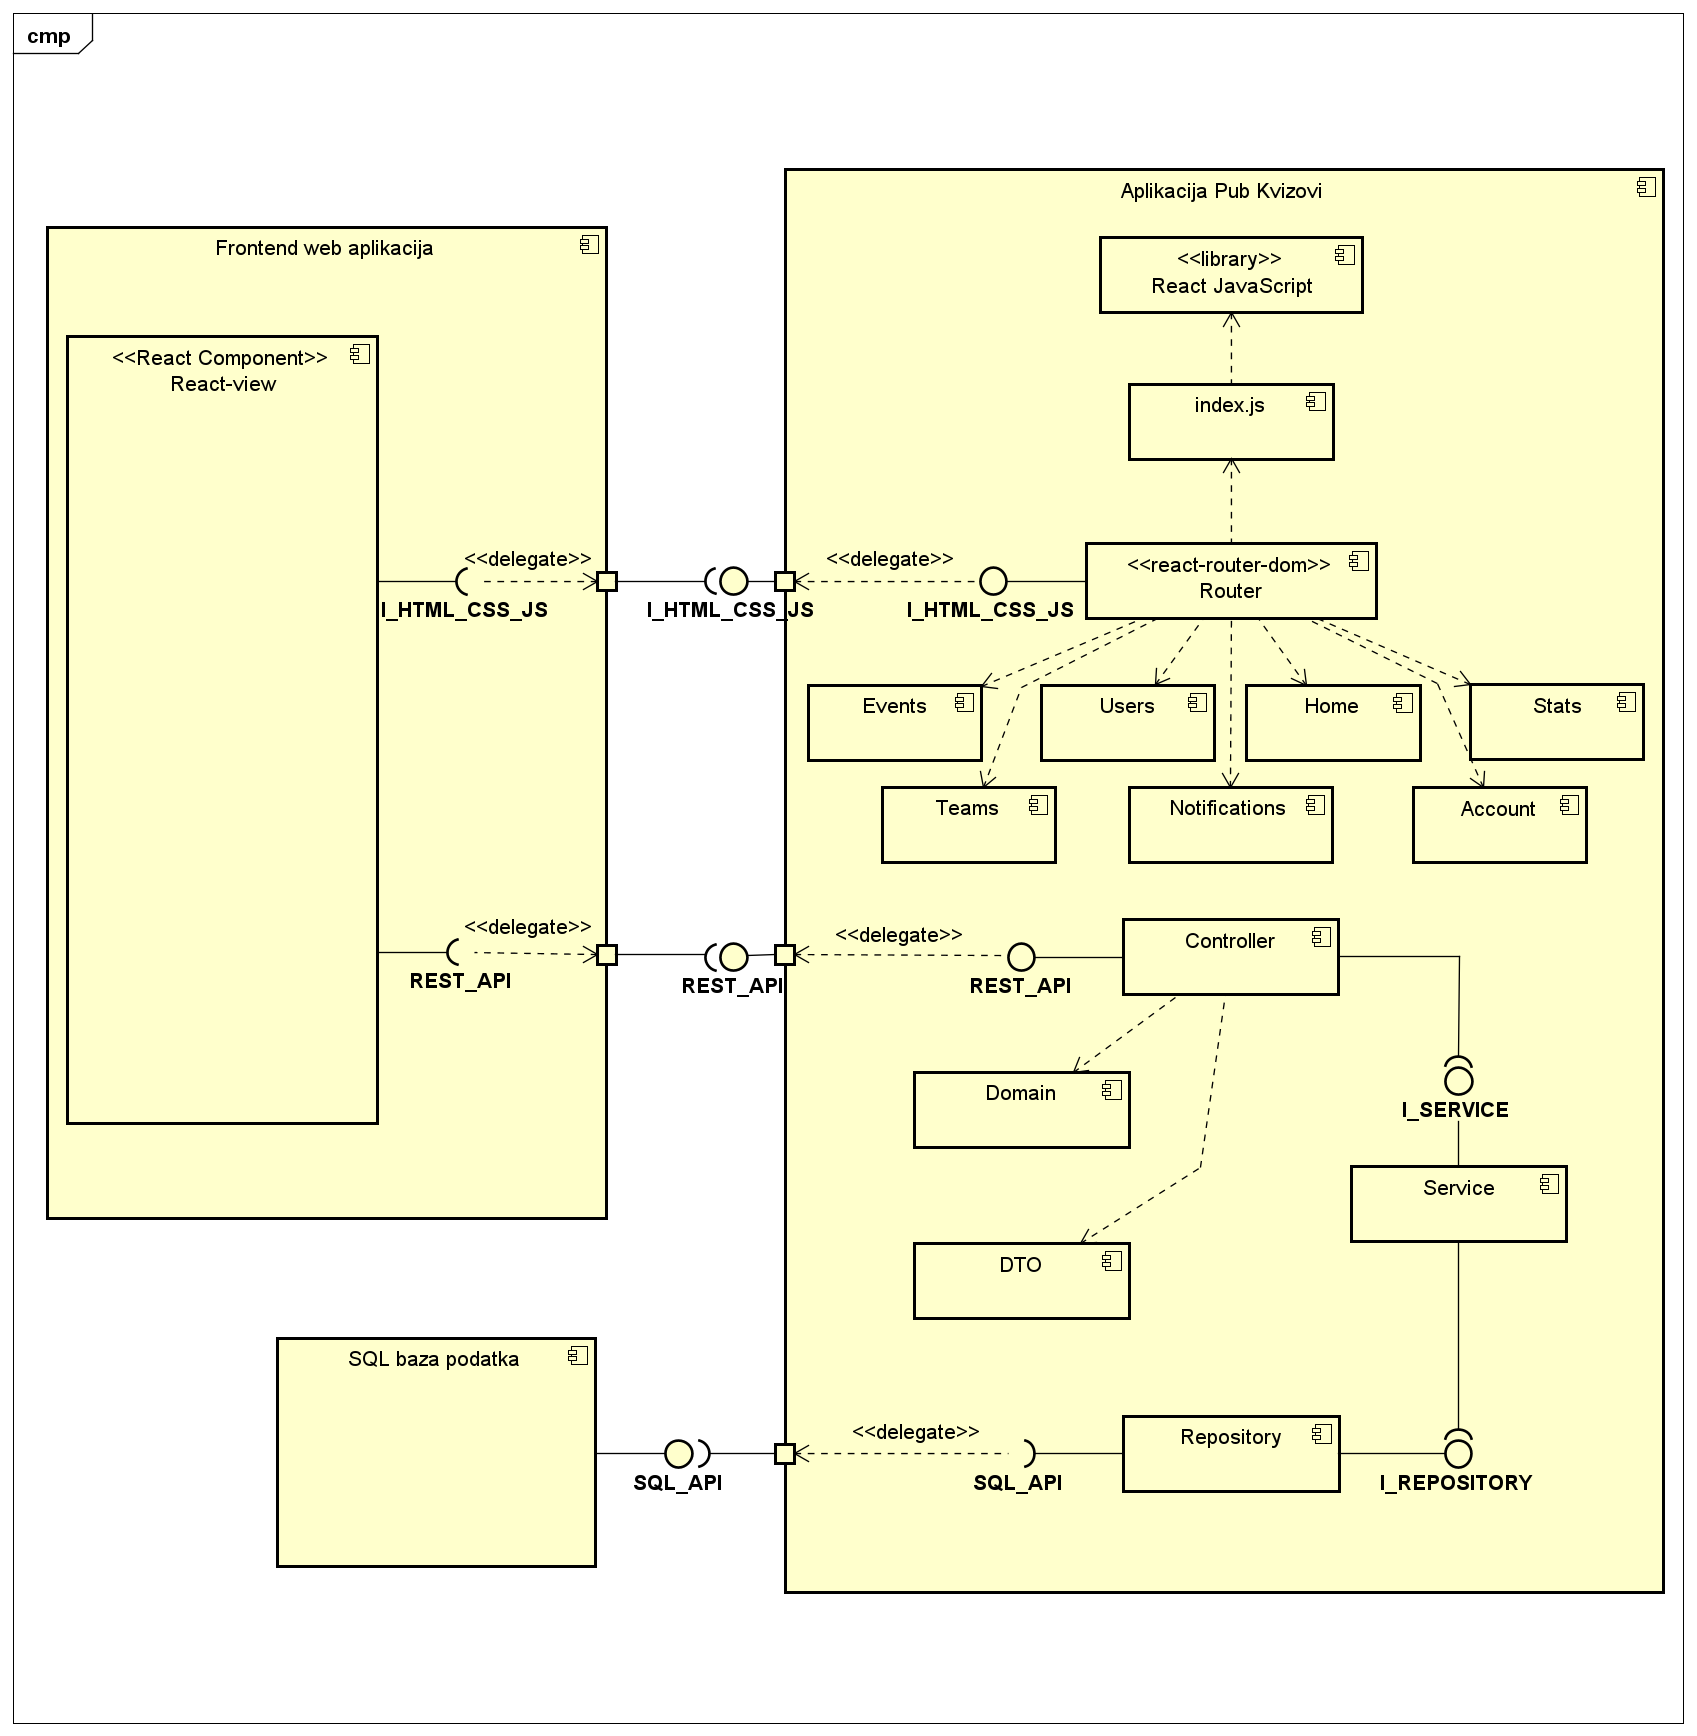 cmp
Aplikacija Pub Kvizovi
Frontend web aplikacija
<<library>>
React JavaScript
<<React Component>>
React-view
index.js
<<delegate>>
<<delegate>>
<<react-router-dom>>
Router
I_HTML_CSS_JS
I_HTML_CSS_JS
I_HTML_CSS_JS
Events
Users
Home
Stats
Teams
Notifications
Account
<<delegate>>
<<delegate>>
Controller
REST_API
REST_API
REST_API
Domain
I_SERVICE
Service
DTO
SQL baza podatka
<<delegate>>
Repository
SQL_API
SQL_API
I_REPOSITORY